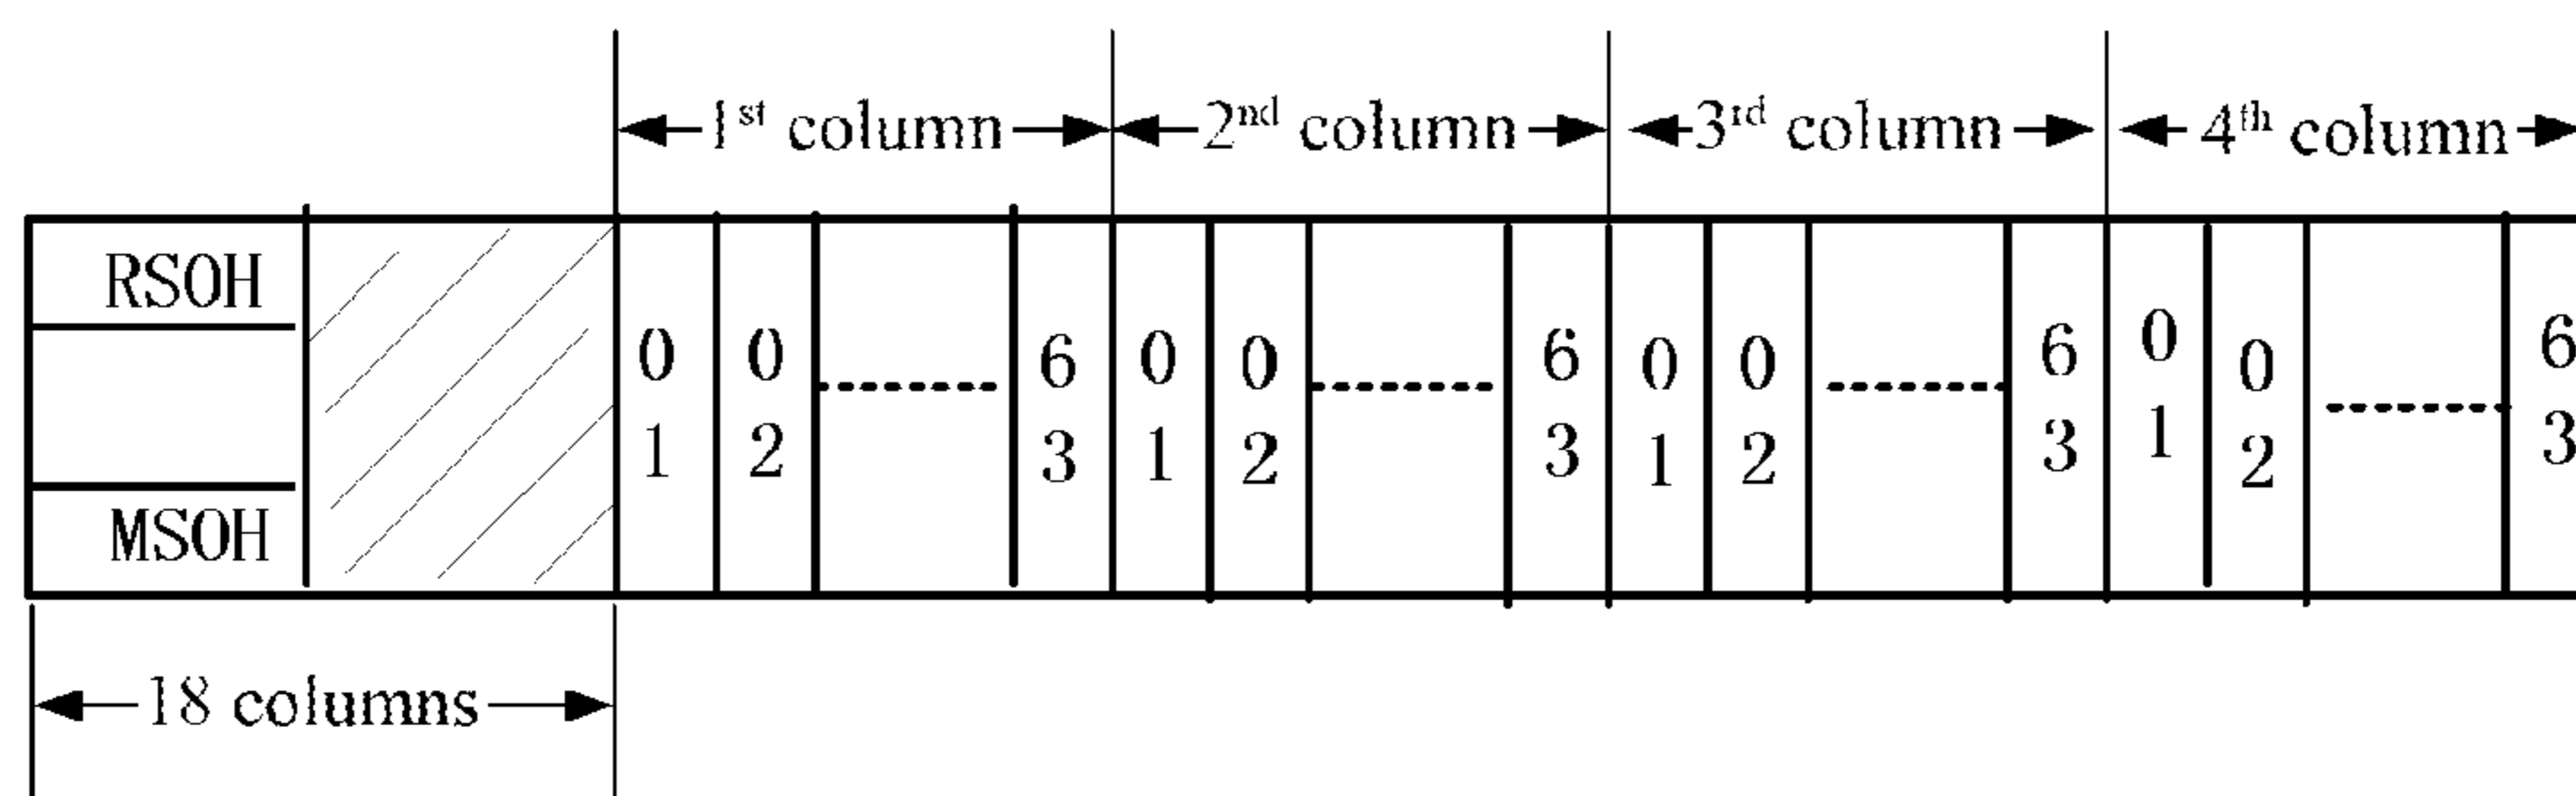 1st column 2nd column 3rd column 4th column
RSOH
MSOH
0 0 6 0 0 6 0 0 6 0 0 6
1 2 3 1 2 3 1 2 3 1 2 3
18 columns